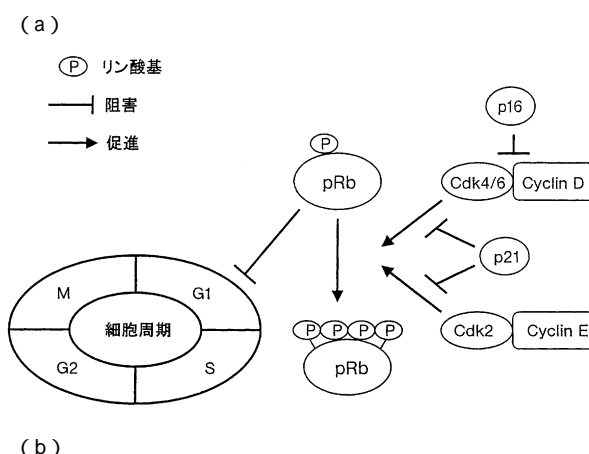 (a)
P リン酸基
阻害
促進
p16
P
pRb
Cdk4/6 Cyclin D
p21
M G1
細胞周期
G2 S
P P P P
pRb
Cdk2 Cyclin E
(b)